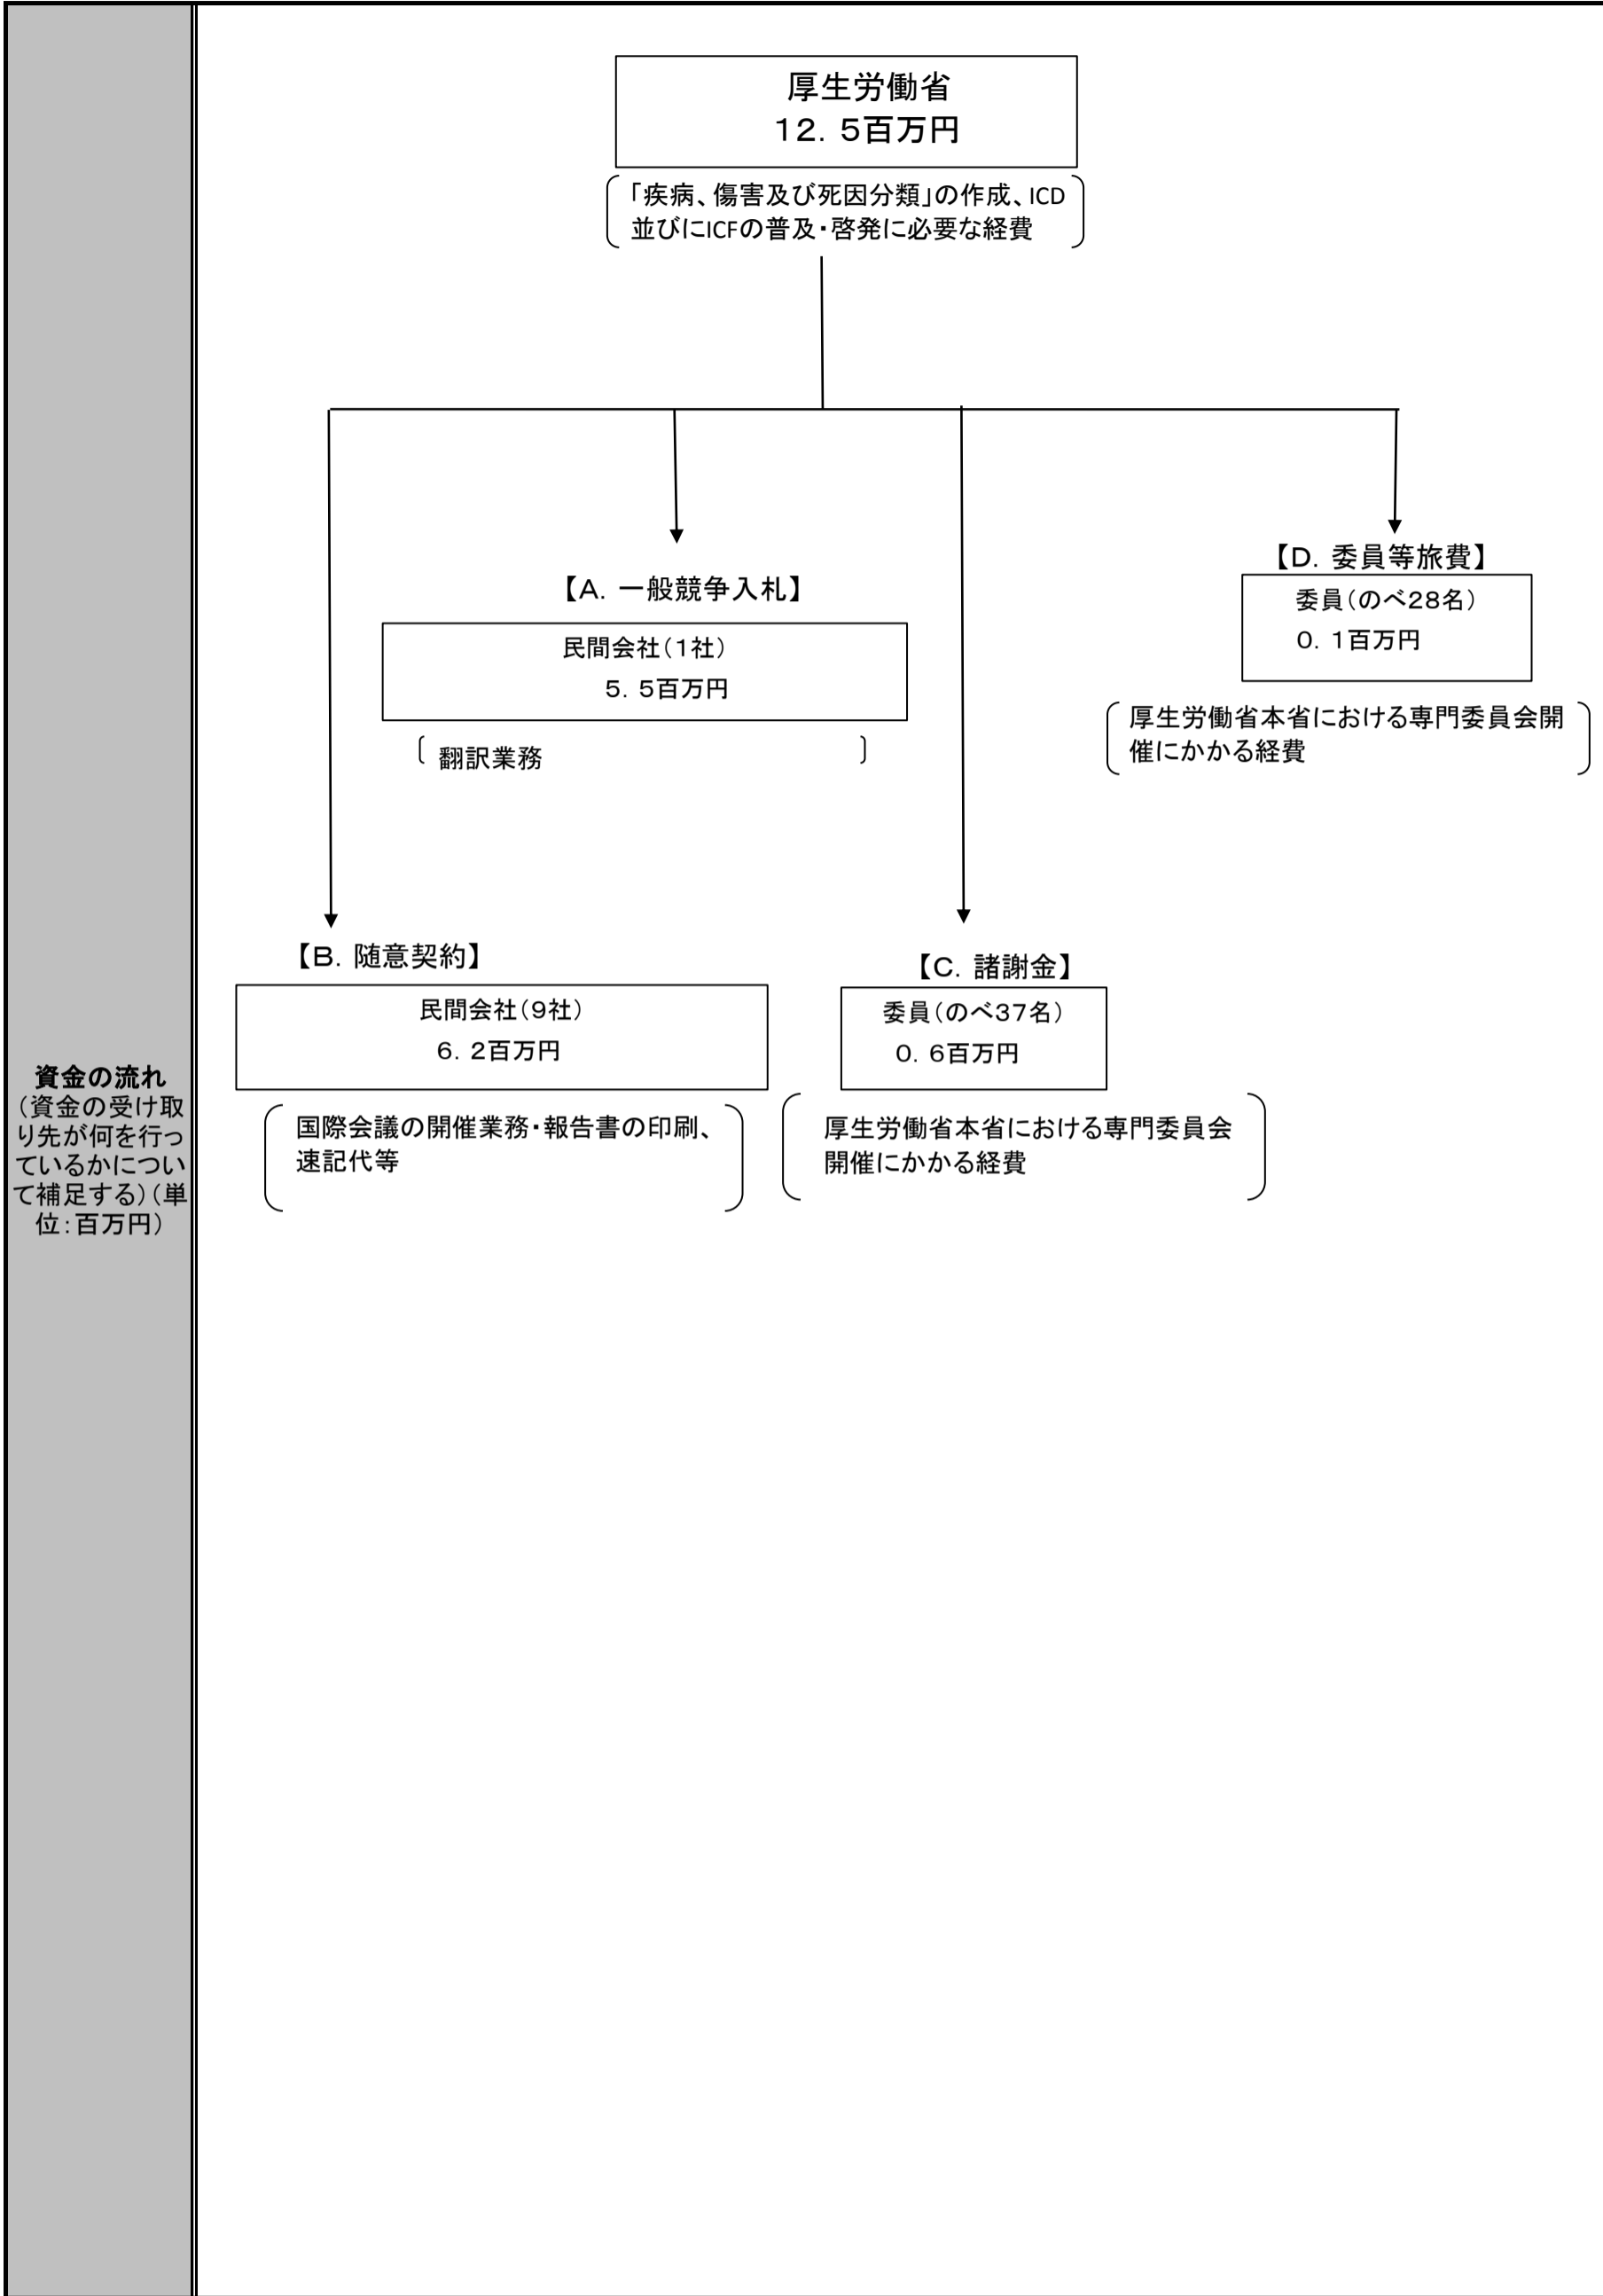 厚生労働省
１２．５百万円
「疾病、傷害及び死因分類」の作成、ICD
並びにICFの普及・啓発に必要な経費
【Ｄ．委員等旅費】
委員（のべ２８名）
０．１百万円
厚生労働省本省における専門委員会開
催にかかる経費
【Ａ．一般競争入札】
民間会社（１社）
５．５百万円
翻訳業務
【Ｂ．随意契約】
民間会社（９社）
６．２百万円
国際会議の開催業務・報告書の印刷、
速記代等
【Ｃ．諸謝金】
委員（のべ３７名）
０．６百万円
厚生労働省本省における専門委員会
開催にかかる経費
資金の流れ
（資金の受け取
り先が何を行っ
ているかについ
て補足する）（単
位：百万円）